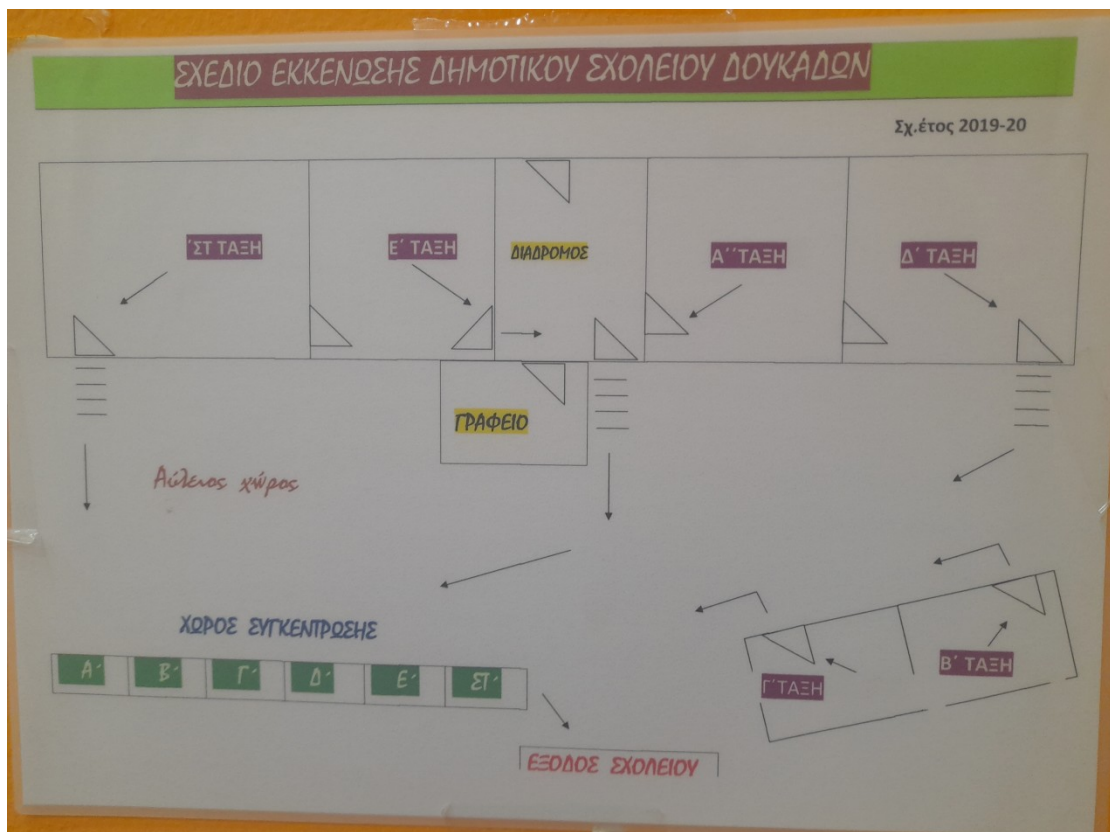 ΣΧΕΔΙΟ ΕΚΚΕΝΩΣΗΣ ΔΗΜΟΤΙΚΟΥ ΣΧΟΛΕΙΟΥ ΔΟΥΚΑΔΩΝ
Σχ.έτος 2019-20
΄ΣΤ ΤΑΞΗ
Ε΄ ΤΑΞΗ
ΔΙΑΔΡΟΜΟΣ
Α΄΄ΤΑΞΗ
Δ΄ ΤΑΞΗ
ΓΡΑΦΕΙΟ
Αύλειος χώρος
ΧΩΡΟΣ ΣΥΓΚΕΝΤΡΩΣΗΣ
Α΄ Β΄ Γ΄ Δ΄ Ε΄ ΣΤ΄
Γ΄ΤΑΞΗ
Β΄ ΤΑΞΗ
ΕΞΟΔΟΣ ΣΧΟΛΕΙΟΥ